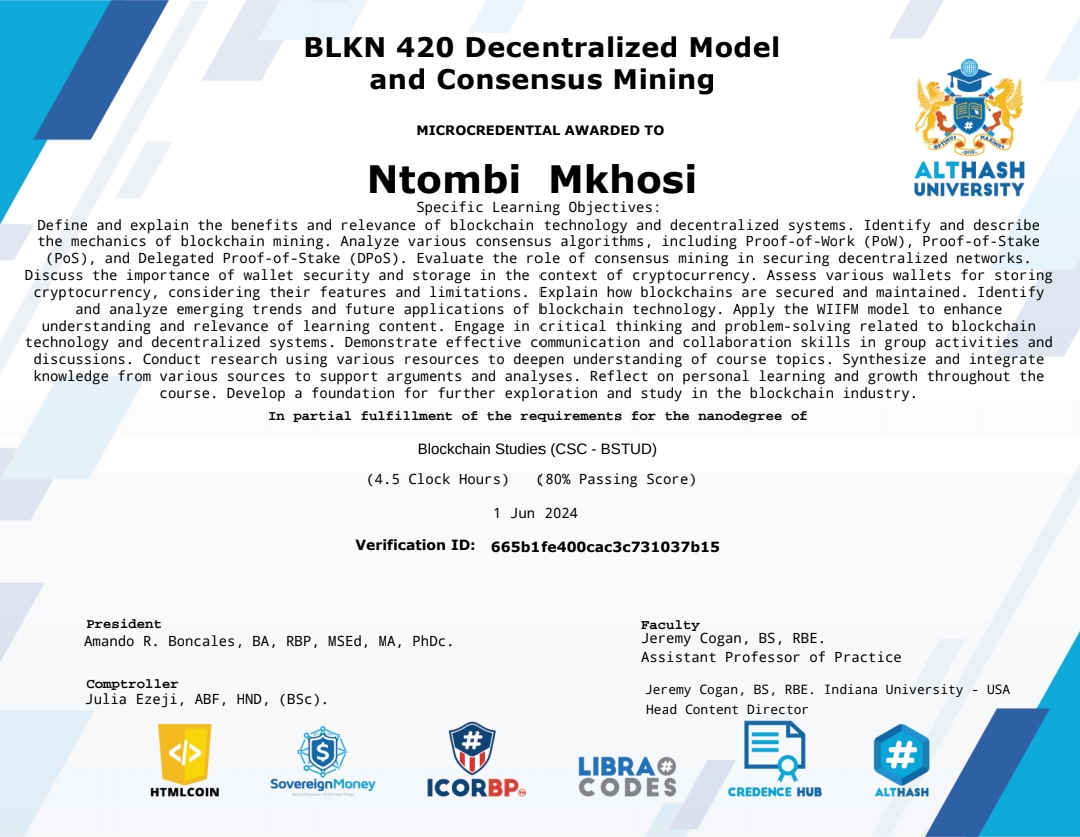 BLKN 420 Decentralized Model
and Consensus Mining
MICROCREDENTIAL AWARDED TO
OPTIMUS MAXIMUS
ALTHASH
UNIVERSITY
Ntombi Mkhosi
Specific Learning Objectives:
Define and explain the benefits and relevance of blockchain technology and decentralized systems. Identify and describe
the mechanics of blockchain mining. Analyze various consensus algorithms, including Proof-of-Work (PoW), Proof-of-Stake
(PoS), and Delegated Proof-of-Stake (DPoS). Evaluate the role of consensus mining in securing decentralized networks.
Discuss the importance of wallet security and storage in the context of cryptocurrency. Assess various wallets for storing
cryptocurrency, considering their features and limitations. Explain how blockchains are secured and maintained. Identify
and analyze emerging trends and future applications of blockchain technology. Apply the WIIFM model to enhance
understanding and relevance of learning content. Engage in critical thinking and problem-solving related to blockchain
technology and decentralized systems. Demonstrate effective communication and collaboration skills in group activities and
discussions. Conduct research using various resources to deepen understanding of course topics. Synthesize and integrate
knowledge from various sources to support arguments and analyses. Reflect on personal learning and growth throughout the
course. Develop a foundation for further exploration and study in the blockchain industry.
In partial fulfillment of the requirements for the nanodegree of
Blockchain Studies (CSC - BSTUD)
(4.5 Clock Hours) (80% Passing Score)
1 Jun 2024
Verification ID: 665b1fe400cac3c731037b15
President
Amando R. Boncales, BA, RBP, MSEd, MA, PhDc.
Comptroller
Julia Ezeji, ABF, HND, (BSc).
Faculty
Jeremy Cogan, BS, RBE.
Assistant Professor of Practice
Jeremy Cogan, BS, RBE. Indiana University - USA
Head Content Director
HTMLCOIN
SovereignMoney
ICORBP
LIBRA#
CODES
CREDENCE HUB
ALTHASH